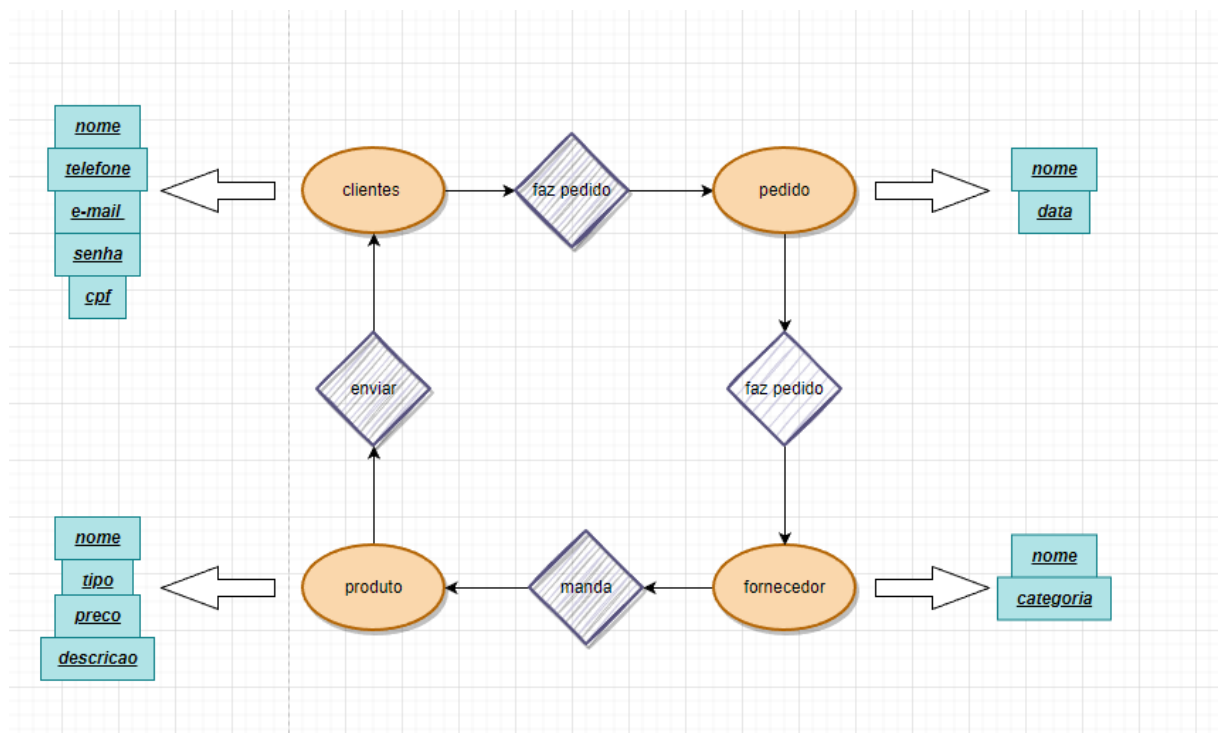 nome
telefone
e-mail
senha
cpf
clientes
faz pedido
pedido
nome
data
enviar
faz pedido
nome
tipo
preco
descricao
produto
manda
fornecedor
nome
categoria